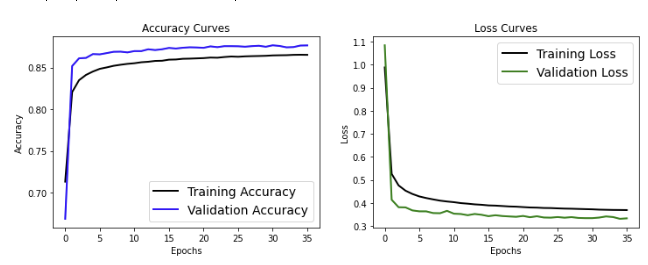 Accuracy Curves
Accuracy
0.85
0.80
0.75
0.70
Training Accuracy
Validation Accuracy
0 5 10 15 20 25 30 35
Epochs
Loss Curves
Loss
1.1
1.0
0.9
0.8
0.7
0.6
0.5
0.4
0.3
Training Loss
Validation Loss
0 5 10 15 20 25 30 35
Epochs